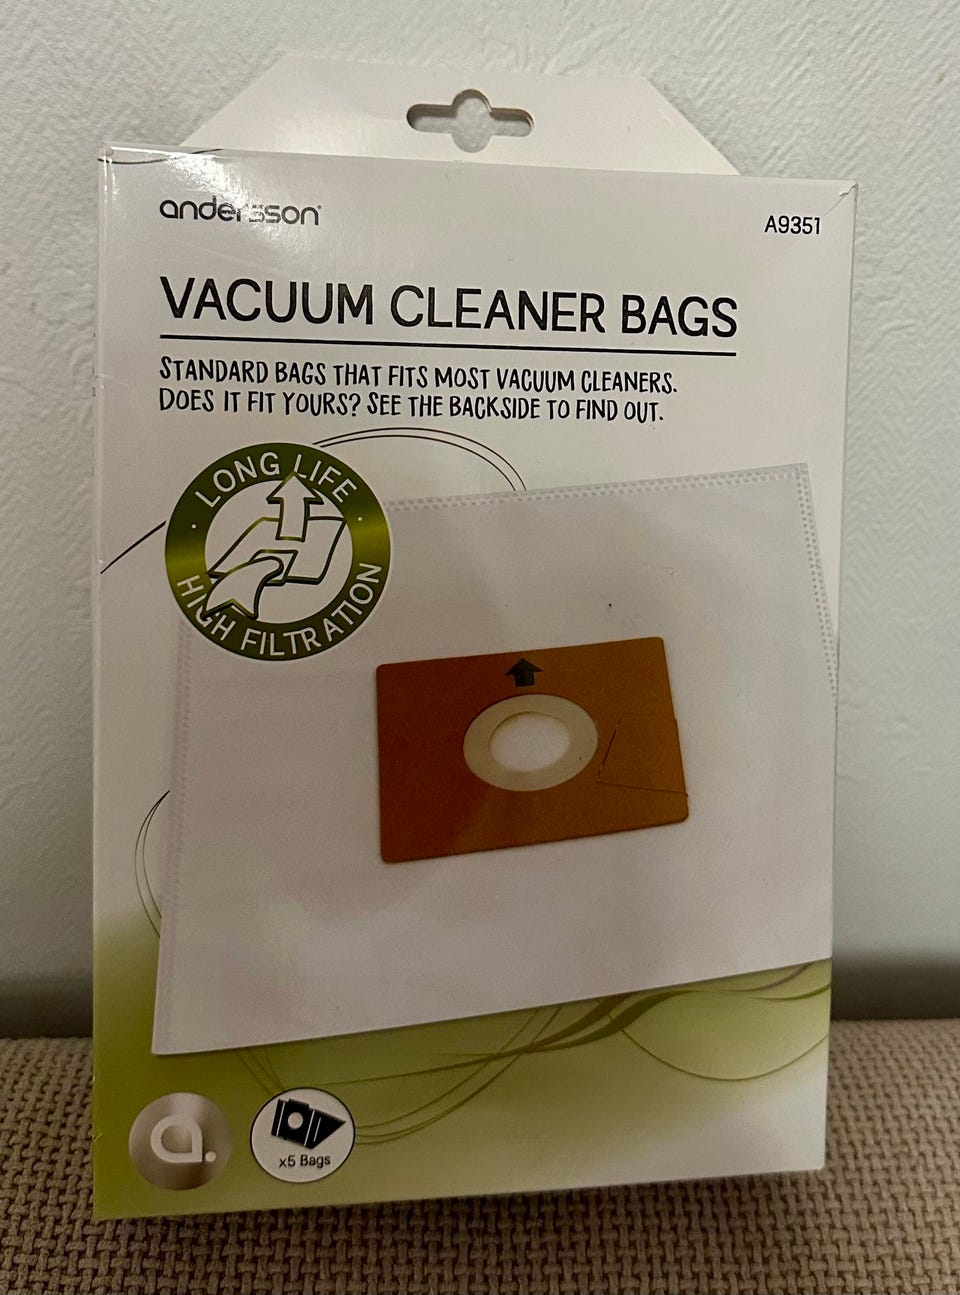 andersson
A9351
VACUUM CLEANER BAGS
STANDARD BAGS THAT FITS MOST VACUUM CLEANERS.
DOES IT FIT YOURS? SEE THE BACKSIDE TO FIND OUT.
LONG LIFE
HIGH FILTRATION
a.
x5 Bags